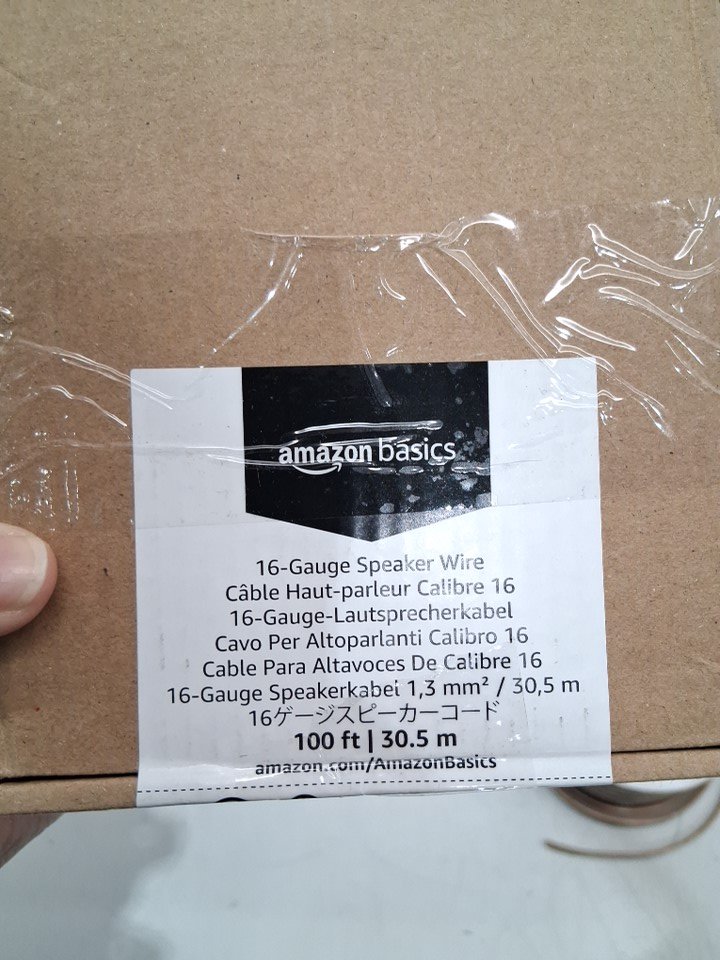 amazon basics
16-Gauge Speaker Wire
Câble Haut-parleur Calibre 16
16-Gauge-Lautsprecherkabel
Cavo Per Altoparlanti Calibro 16
Cable Para Altavoces De Calibre 16
16-Gauge Speakerkabel 1,3 mm² / 30,5 m
16ゲージスピーカーコード
100 ft | 30.5 m
amazon.com/AmazonBasics